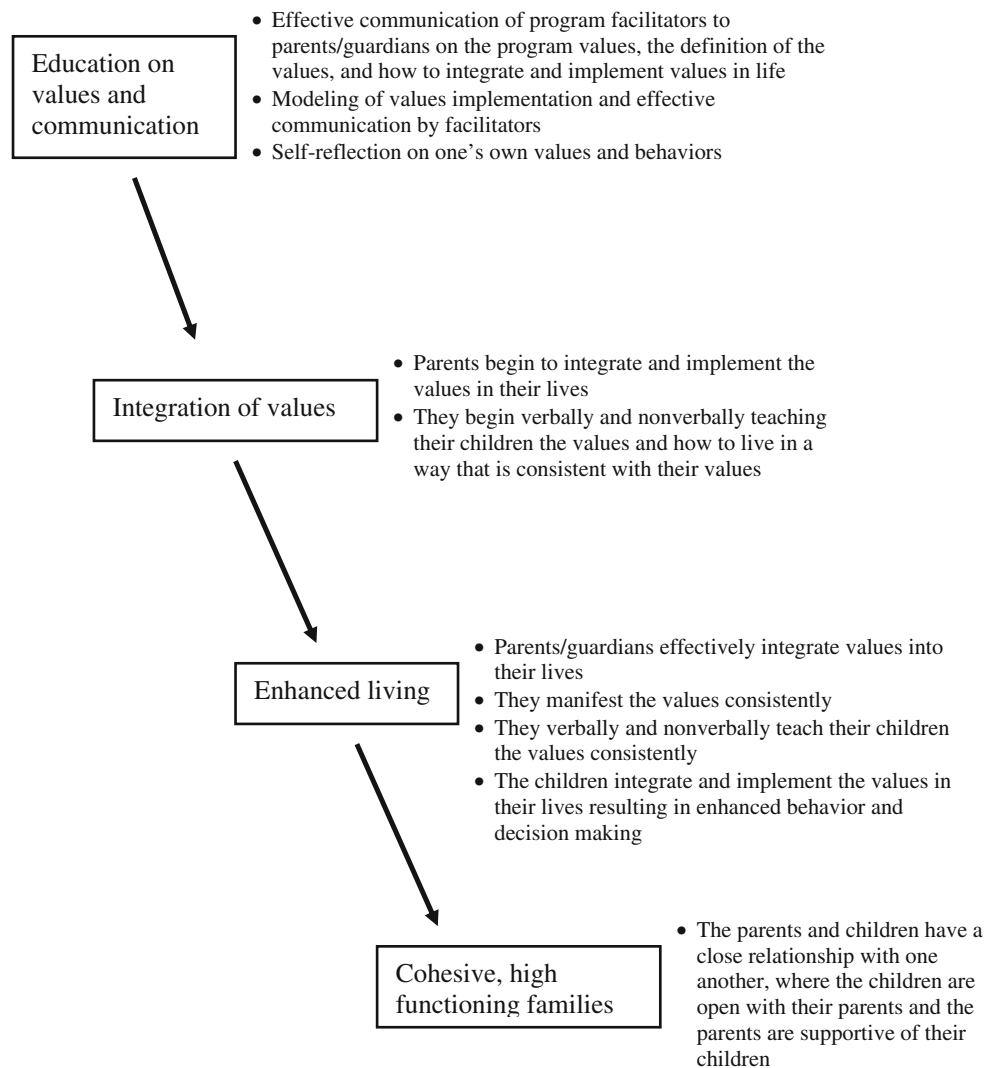 Education on
values and
communication
• Effective communication of program facilitators to
parents/guardians on the program values, the definition of the
values, and how to integrate and implement values in life
• Modeling of values implementation and effective
communication by facilitators
• Self-reflection on one's own values and behaviors
Integration of values
• Parents begin to integrate and implement the
values in their lives
• They begin verbally and nonverbally teaching
their children the values and how to live in a
way that is consistent with their values
Enhanced living
• Parents/guardians effectively integrate values into
their lives
• They manifest the values consistently
• They verbally and nonverbally teach their children
the values consistently
• The children integrate and implement the values in
their lives resulting in enhanced behavior and
decision making
Cohesive, high
functioning families
• The parents and children have a
close relationship with one
another, where the children are
open with their parents and the
parents are supportive of their
children